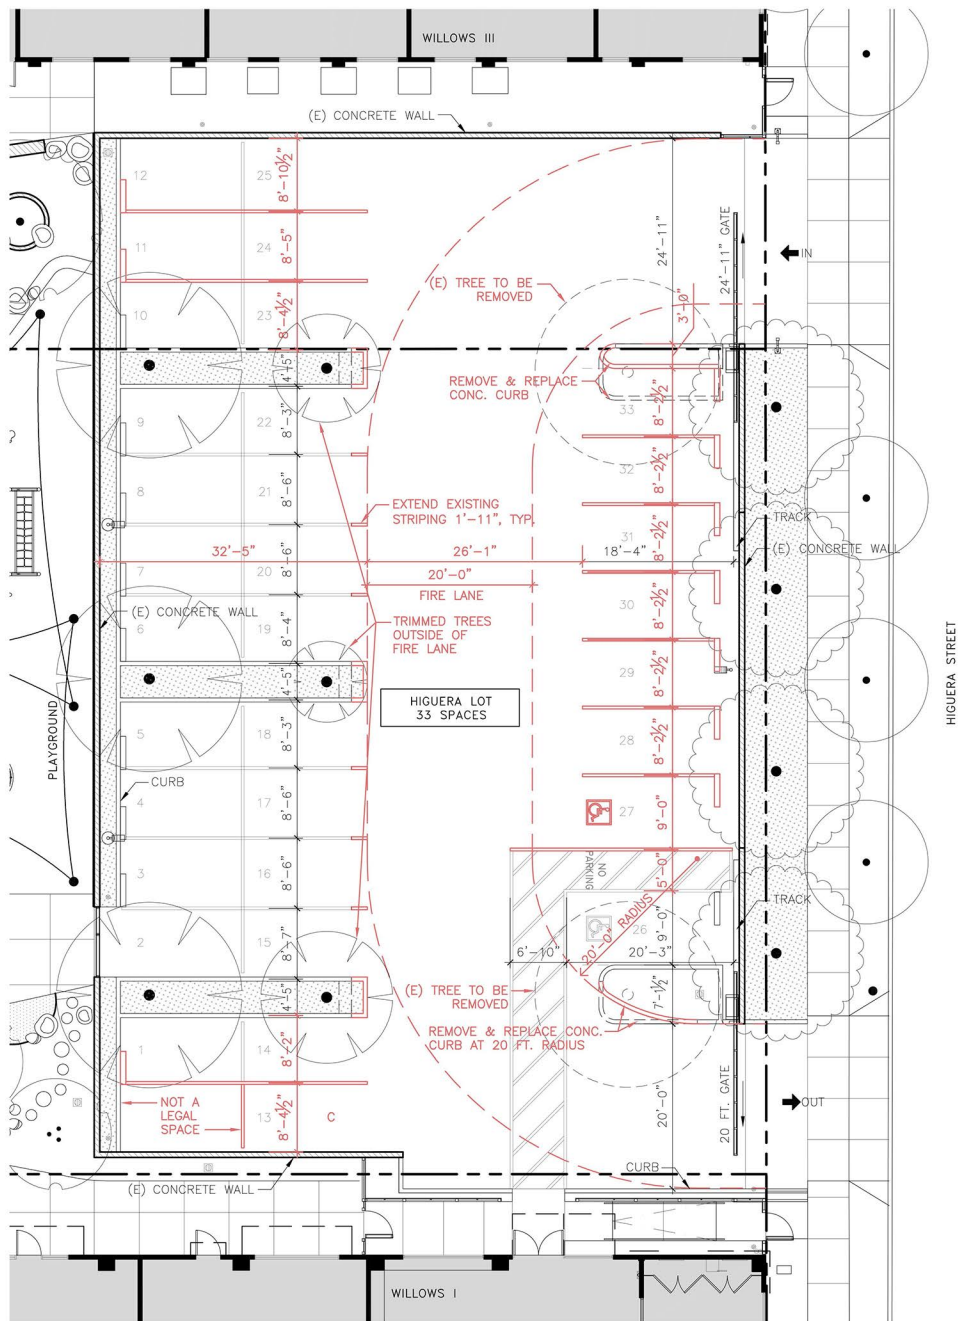 WILLOWS III
(E) CONCRETE WALL
12
25
8'-10½"
11
24
8'-5"
24'-11"
24'-11" GATE
IN
(E) TREE TO BE
REMOVED
10
23
8'-4½"
3'-0"
4'-5"
REMOVE & REPLACE
CONC. CURB
9
22
8'-3"
33
8'-2½"
8
21
8'-6"
32
8'-2½"
EXTEND EXISTING
STRIPING 1'-11", TYP.
31
8'-2½"
TRACK
32'-5"
26'-1"
18'-4"
(E) CONCRETE WALL
7
20
8'-6"
20'-0"
FIRE LANE
30
8'-2½"
(E) CONCRETE WALL
6
19
8'-4"
TRIMMED TREES
OUTSIDE OF
FIRE LANE
29
8'-2½"
HIGUERA STREET
4'-5"
HIGUERA LOT
33 SPACES
PLAYGROUND
5
18
8'-3"
28
8'-2½"
CURB
4
17
8'-6"
27
9'-0"
3
16
8'-6"
NO
PARKING
5'-0"
TRACK
2
15
8'-7"
20'-0" RADIUS
26
9'-0"
6'-10"
20'-3"
4'-5"
(E) TREE TO BE
REMOVED
7'-1½"
REMOVE & REPLACE CONC.
CURB AT 20 FT. RADIUS
1
14
8'-2"
NOT A
LEGAL
SPACE
13
8'-4½"
C
20'-0"
20 FT. GATE
OUT
CURB
(E) CONCRETE WALL
WILLOWS I